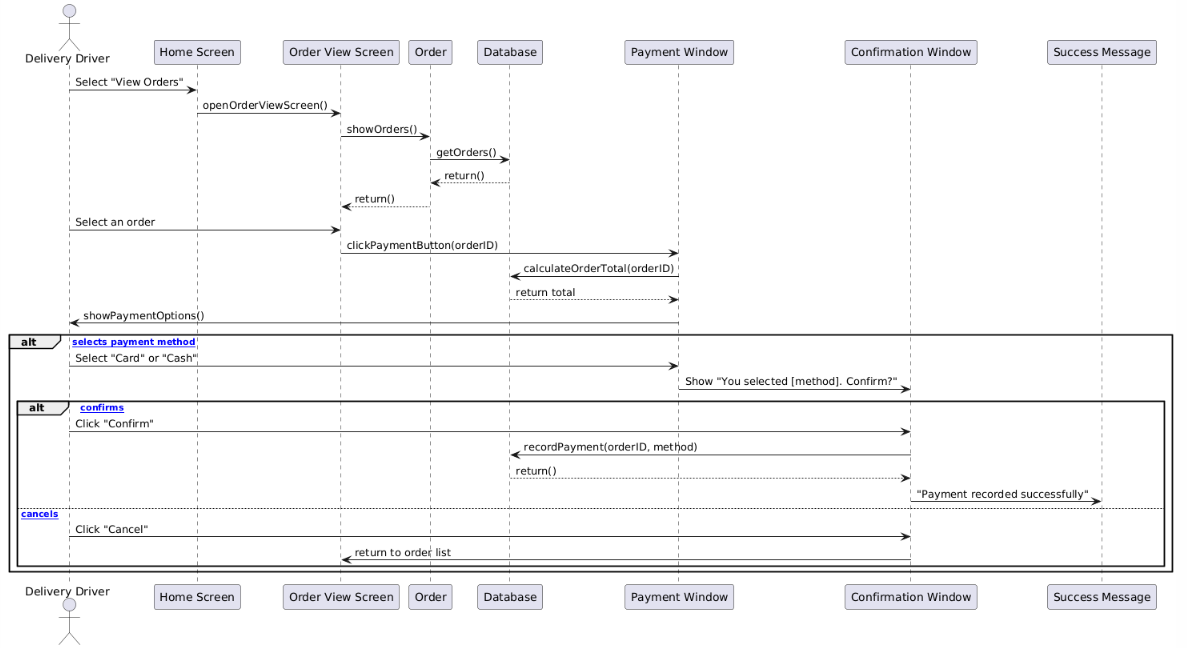 Delivery Driver
Home Screen
Order View Screen
Order
Database
Payment Window
Confirmation Window
Success Message
Select "View Orders"
openOrderViewScreen()
showOrders()
getOrders()
return()
return()
Select an order
clickPaymentButton(orderID)
calculateOrderTotal(orderID)
return total
showPaymentOptions()
alt
selects payment method
Select "Card" or "Cash"
Show "You selected [method]. Confirm?"
alt
confirms
Click "Confirm"
recordPayment(orderID, method)
return()
"Payment recorded successfully"
cancels
Click "Cancel"
return to order list
Delivery Driver
Home Screen
Order View Screen
Order
Database
Payment Window
Confirmation Window
Success Message